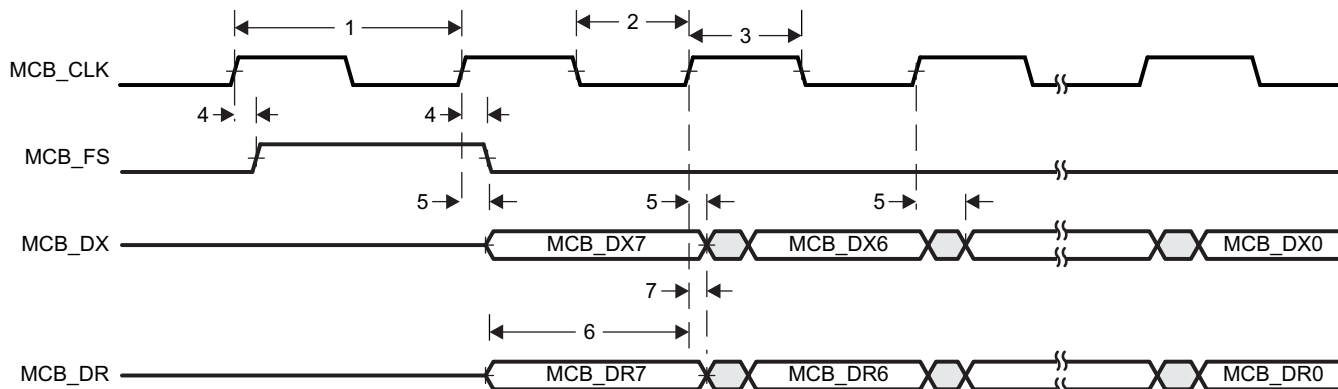 1
2
3
MCB_CLK
4
4
MCB_FS
5
5
5
MCB_DX
MCB_DX7
MCB_DX6
MCB_DX0
7
6
MCB_DR
MCB_DR7
MCB_DR6
MCB_DR0